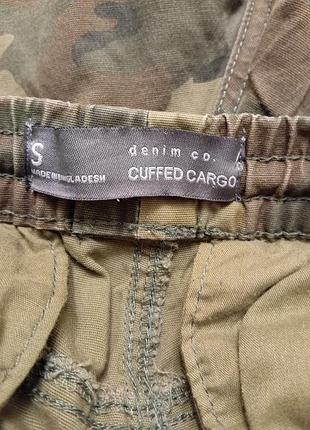 S
MADE IN BANGLADESH
denim co.
CUFFED CARGO